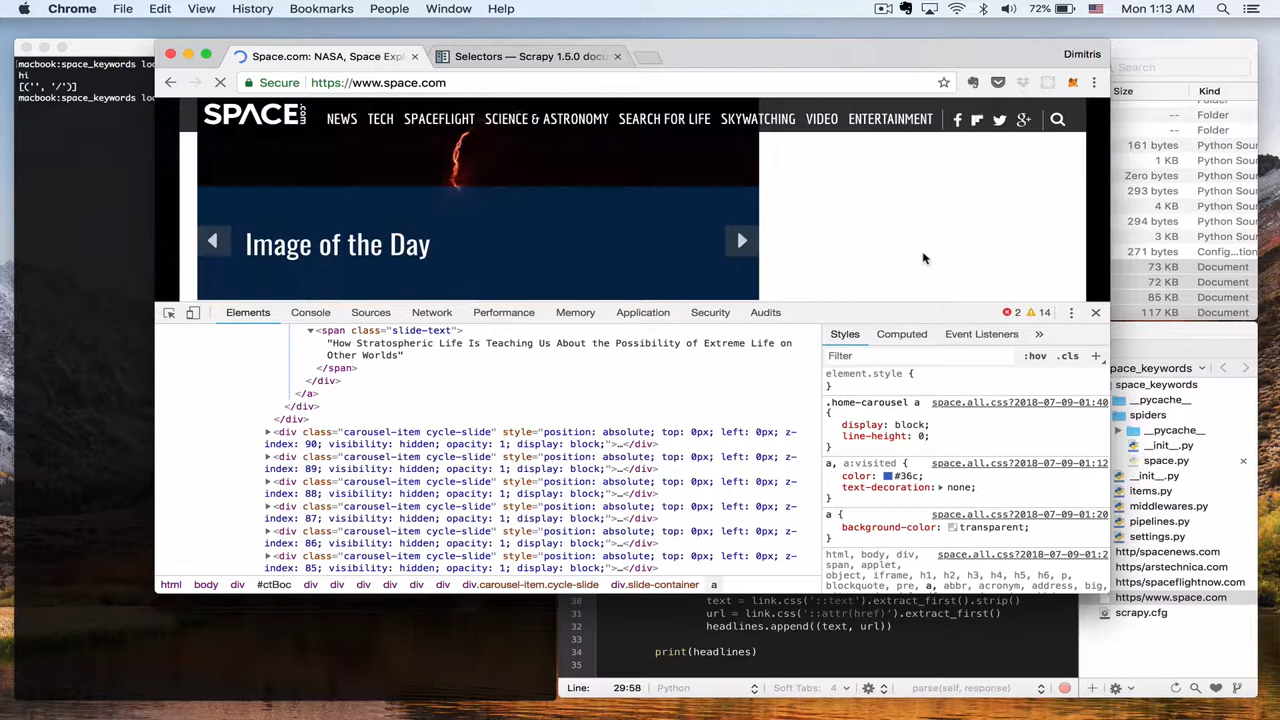 Chrome File Edit View History Bookmarks People Window Help 72% Mon 1:13 AM
Space.com: NASA, Space Expl × Selectors — Scrapy 1.5.0 docu × Dimitris
Secure https://www.space.com
SPACE.com NEWS TECH SPACEFLIGHT SCIENCE & ASTRONOMY SEARCH FOR LIFE SKYWATCHING VIDEO ENTERTAINMENT
Image of the Day
macbook:space_keywords loc
hi
[('', '/')]
macbook:space_keywords loc
Elements Console Sources Network Performance Memory Application Security Audits 2 14
▼<span class="slide-text">
"How Stratospheric Life Is Teaching Us About the Possibility of Extreme Life on
Other Worlds"
</span>
</div>
</a>
</div>
</div>
▶<div class="carousel-item cycle-slide" style="position: absolute; top: 0px; left: 0px; z-
index: 90; visibility: hidden; opacity: 1; display: block;">…</div>
▶<div class="carousel-item cycle-slide" style="position: absolute; top: 0px; left: 0px; z-
index: 89; visibility: hidden; opacity: 1; display: block;">…</div>
▶<div class="carousel-item cycle-slide" style="position: absolute; top: 0px; left: 0px; z-
index: 88; visibility: hidden; opacity: 1; display: block;">…</div>
▶<div class="carousel-item cycle-slide" style="position: absolute; top: 0px; left: 0px; z-
index: 87; visibility: hidden; opacity: 1; display: block;">…</div>
▶<div class="carousel-item cycle-slide" style="position: absolute; top: 0px; left: 0px; z-
index: 86; visibility: hidden; opacity: 1; display: block;">…</div>
▶<div class="carousel-item cycle-slide" style="position: absolute; top: 0px; left: 0px; z-
index: 85; visibility: hidden; opacity: 1; display: block;">…</div>
html body div #ctBoc div div div div div div.carousel-item.cycle-slide div.slide-container a
Styles Computed Event Listeners »
Filter :hov .cls +
element.style {
}
.home-carousel a space.all.css?2018-07-09-01:40
{
display: block;
line-height: 0;
}
a, a:visited { space.all.css?2018-07-09-01:12
color: #36c;
text-decoration: none;
}
a { space.all.css?2018-07-09-01:20
background-color: transparent;
}
html, body, div, space.all.css?2018-07-09-01:2
span, applet,
object, iframe, h1, h2, h3, h4, h5, h6, p,
blockquote, pre, a, abbr, acronym, address, big,
30 text = link.css('::text').extract_first().strip()
31 url = link.css('::attr(href)').extract_first()
32 headlines.append((text, url))
33
34 print(headlines)
35
Line: 29:58 Python Soft Tabs: 4 parse(self, response)
Search
Size Kind
-- Folder
-- Folder
161 bytes Python Sour
1 KB Python Sour
Zero bytes Python Sour
293 bytes Python Sour
4 KB Python Sour
294 bytes Python Sour
3 KB Python Sour
271 bytes Config...tion
73 KB Document
72 KB Document
85 KB Document
117 KB Document
pace_keywords
space_keywords
__pycache__
spiders
__pycache__
__init__.py
space.py ×
__init__.py
items.py
middlewares.py
pipelines.py
settings.py
http/spacenews.com
https/arstechnica.com
https/spaceflightnow.com
https/www.space.com
scrapy.cfg